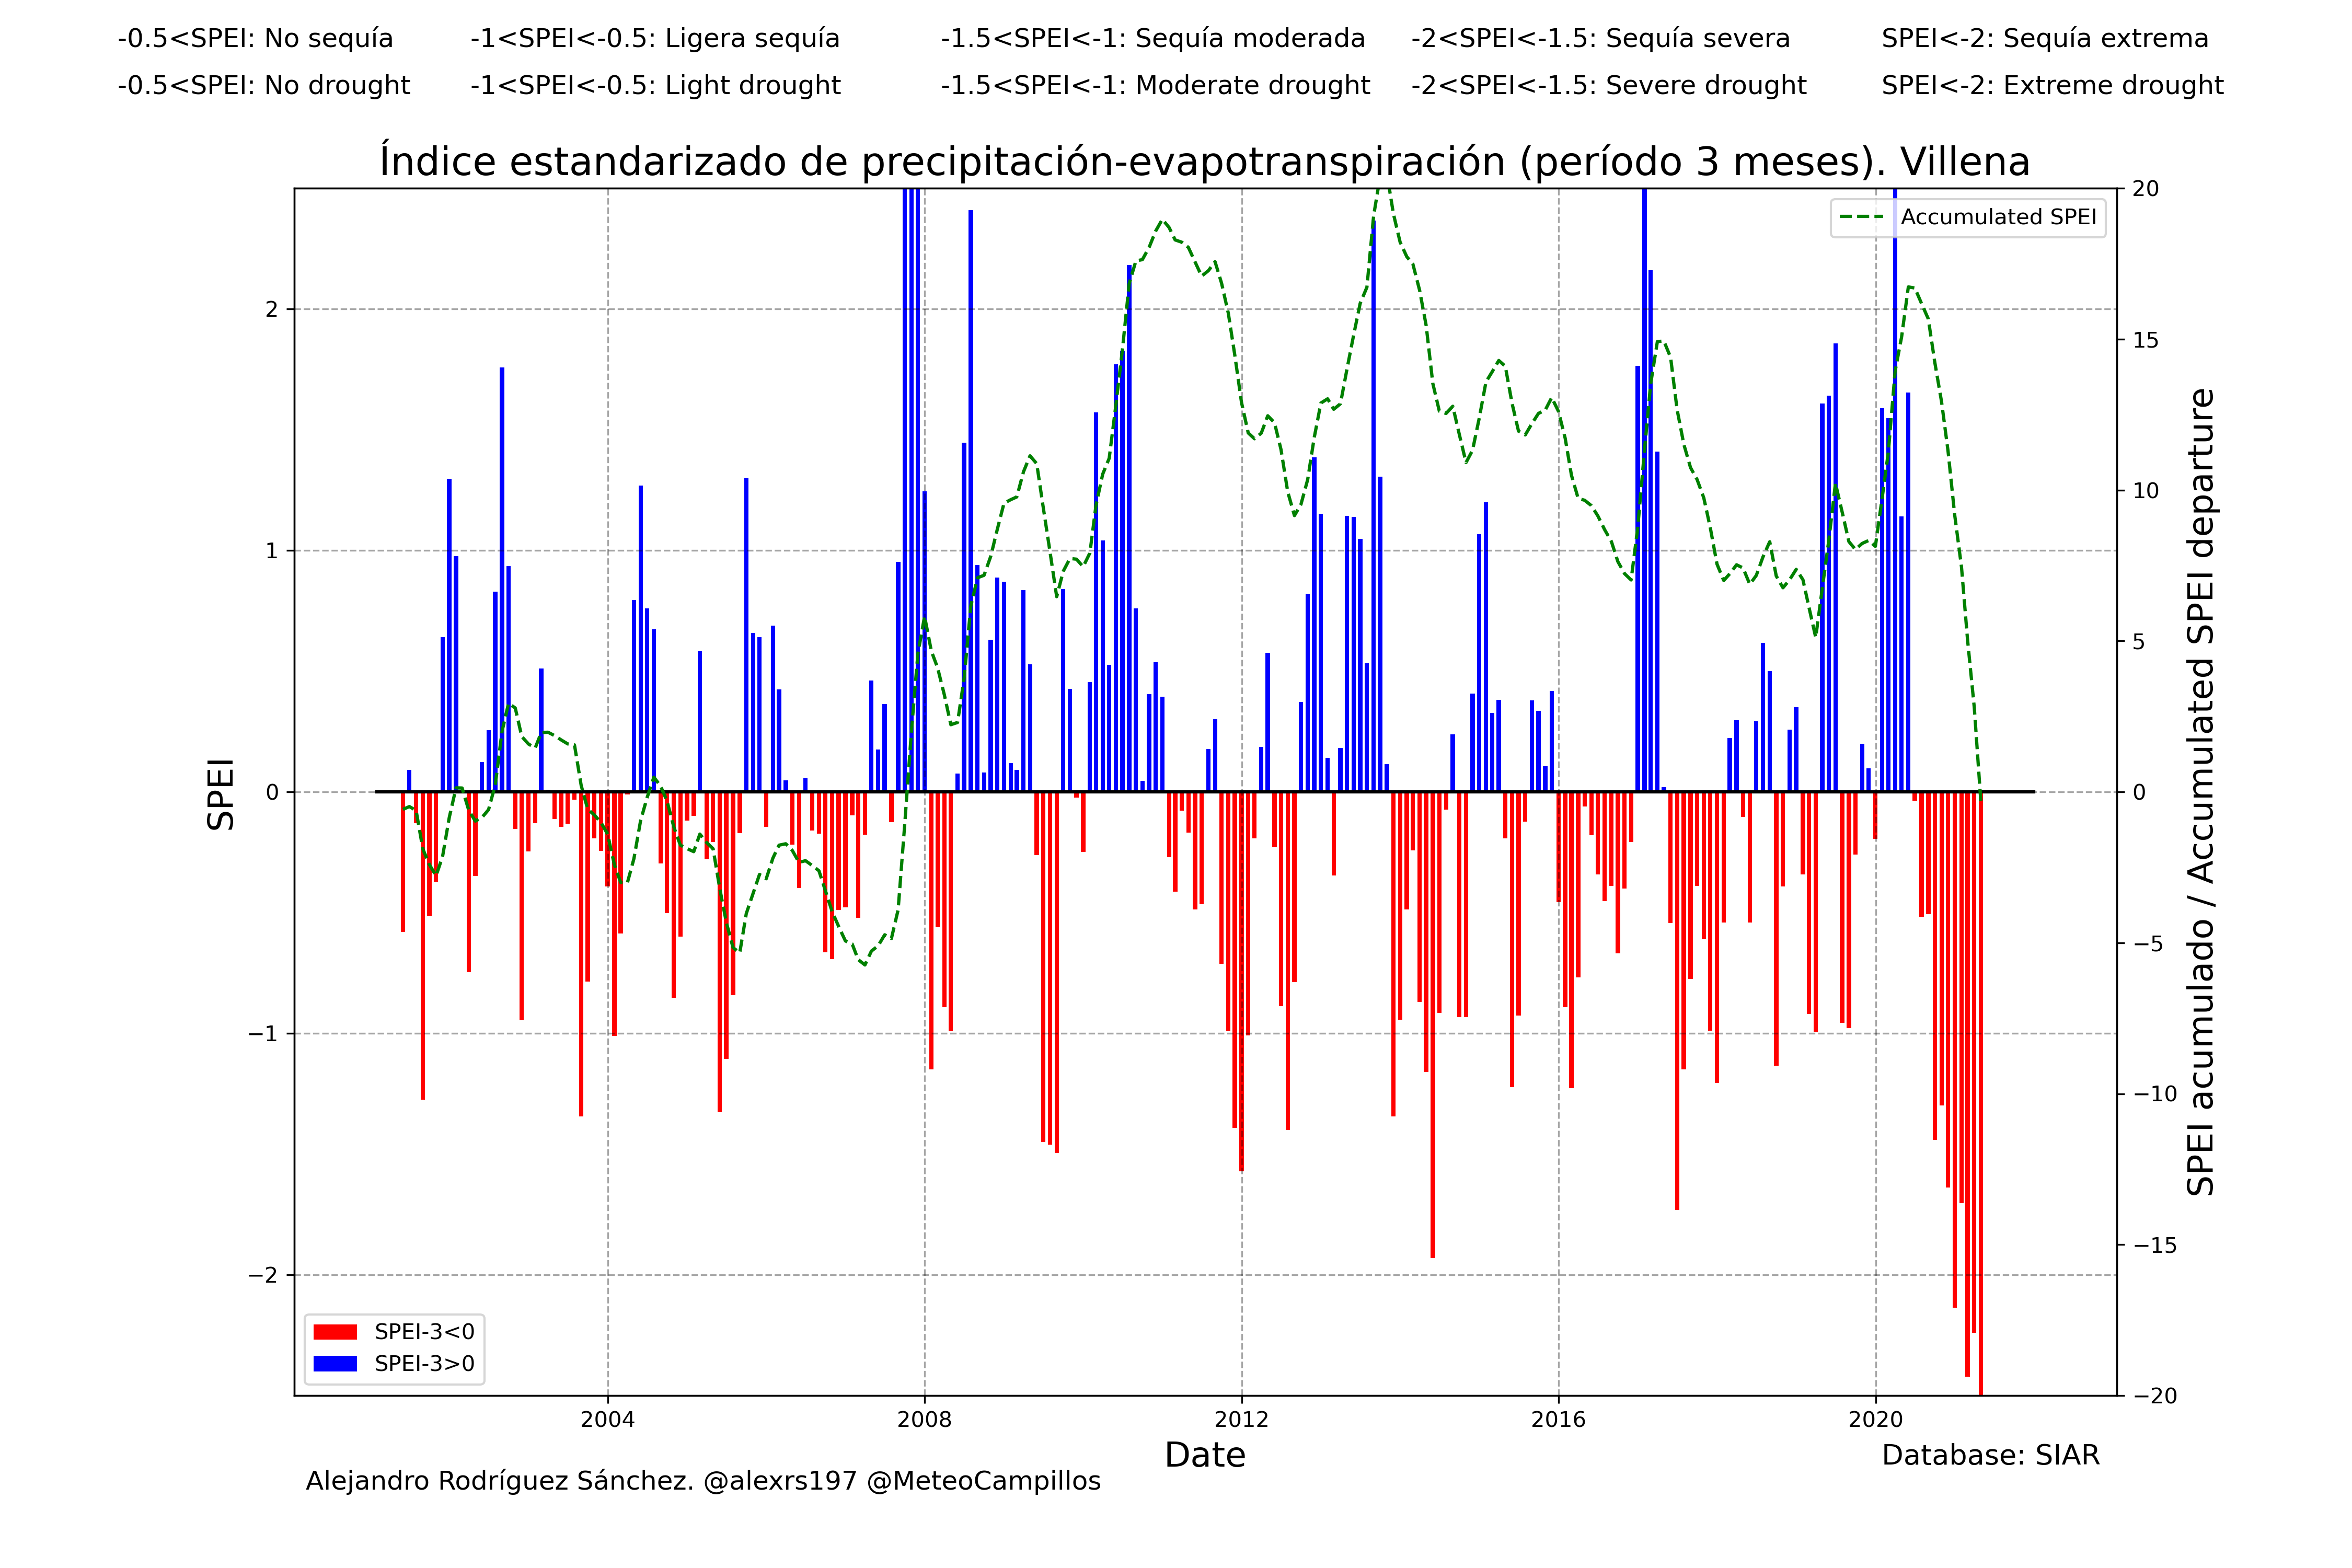 -0.5<SPEI: No sequía -1<SPEI<-0.5: Ligera sequía -1.5<SPEI<-1: Sequía moderada -2<SPEI<-1.5: Sequía severa SPEI<-2: Sequía extrema
-0.5<SPEI: No drought -1<SPEI<-0.5: Light drought -1.5<SPEI<-1: Moderate drought -2<SPEI<-1.5: Severe drought SPEI<-2: Extreme drought
Índice estandarizado de precipitación-evapotranspiración (período 3 meses). Villena
Accumulated SPEI
SPEI
2
1
0
−1
−2
20
15
10
5
0
−5
−10
−15
−20
SPEI acumulado / Accumulated SPEI departure
SPEI-3<0
SPEI-3>0
2004 2008 2012 2016 2020
Date
Database: SIAR
Alejandro Rodríguez Sánchez. @alexrs197 @MeteoCampillos